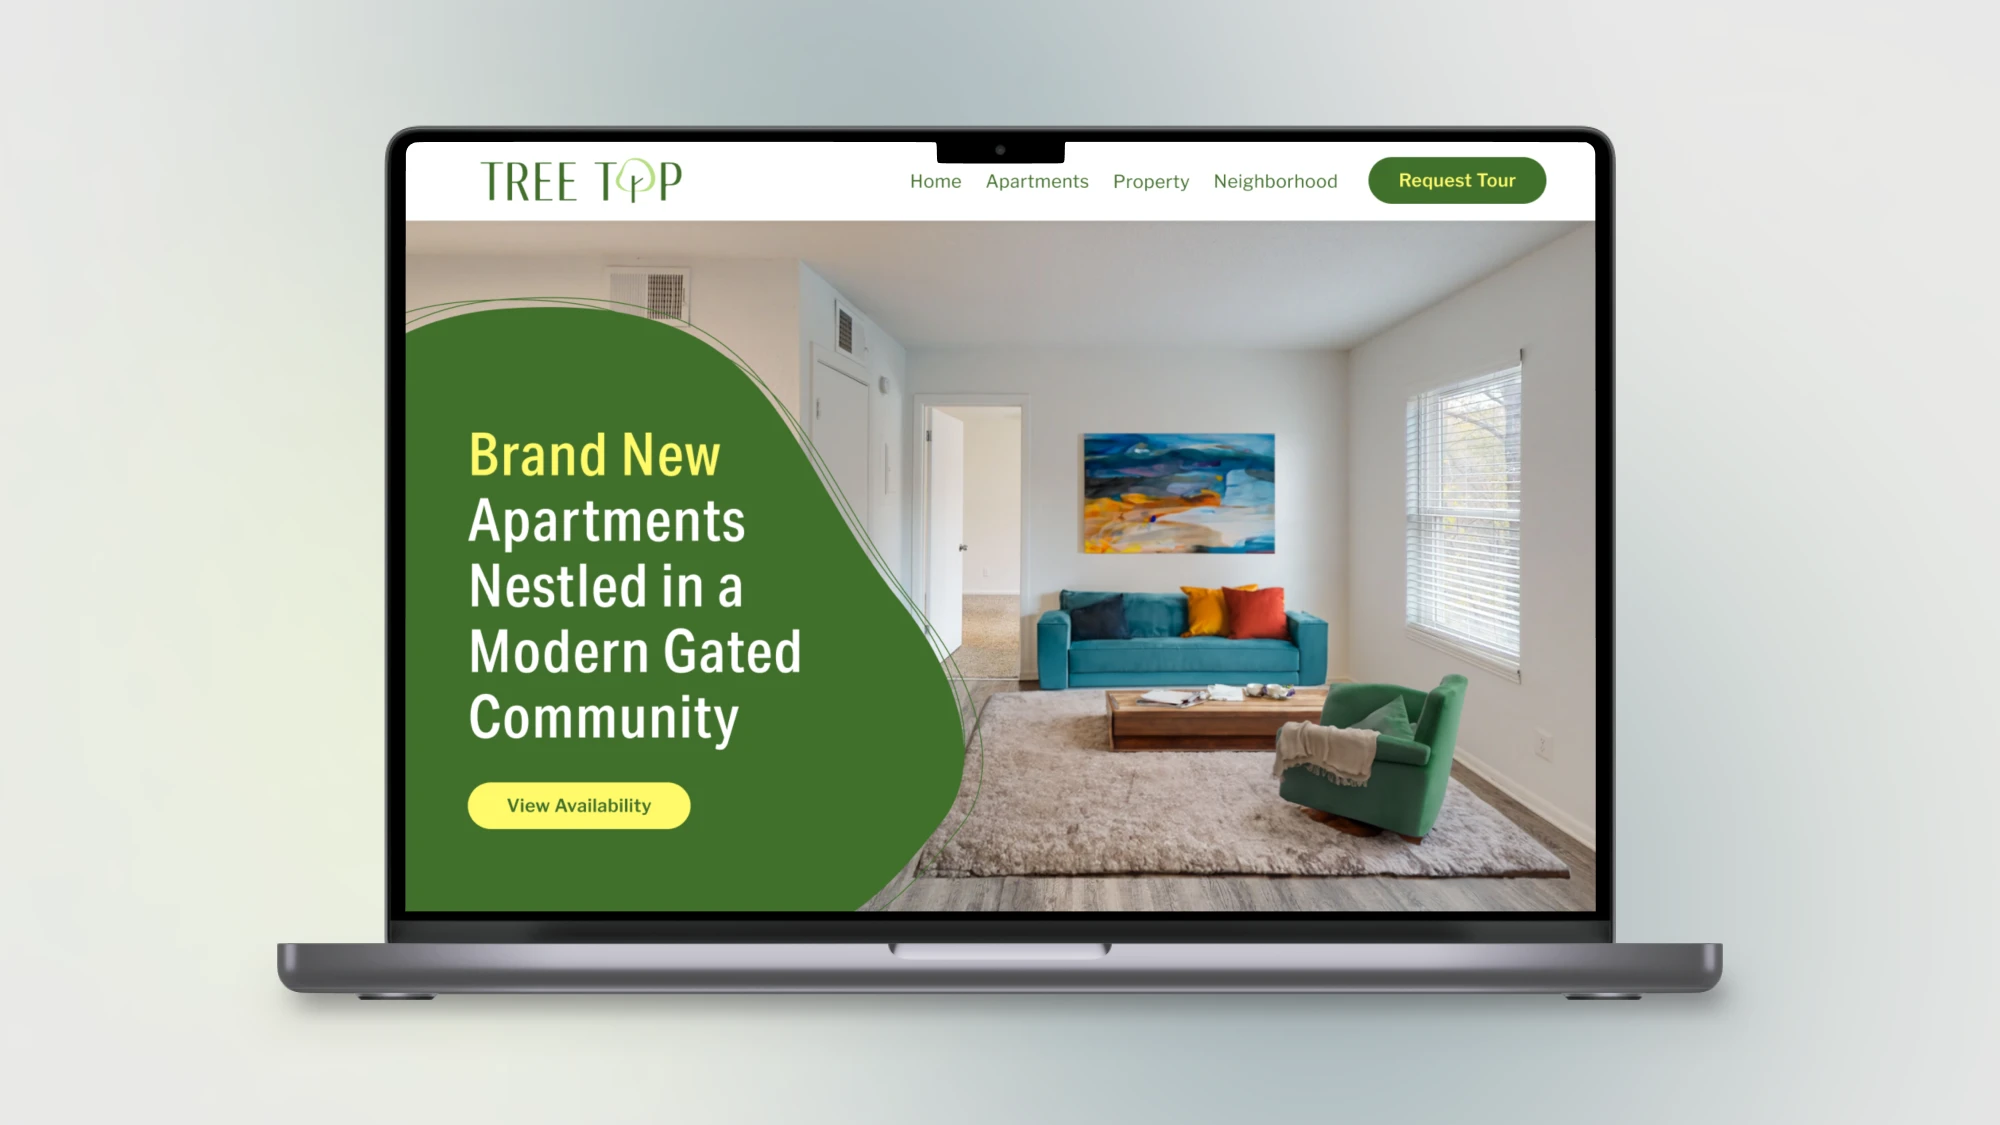 TREE TOP
Home Apartments Property Neighborhood Request Tour
Brand New
Apartments
Nestled in a
Modern Gated
Community
View Availability